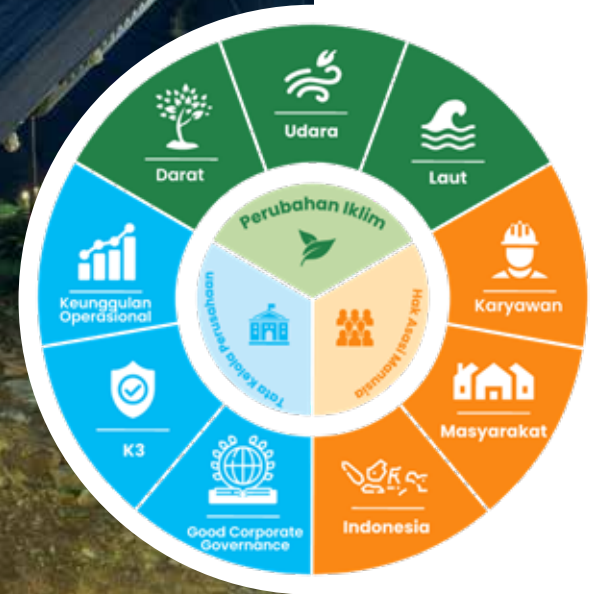 Udara
Darat
Laut
Perubahan Iklim
Keunggulan
Operasional
Tata Kelola Perusahaan
Hak Asasi Manusia
Karyawan
K3
Masyarakat
Good Corporate
Governance
Indonesia